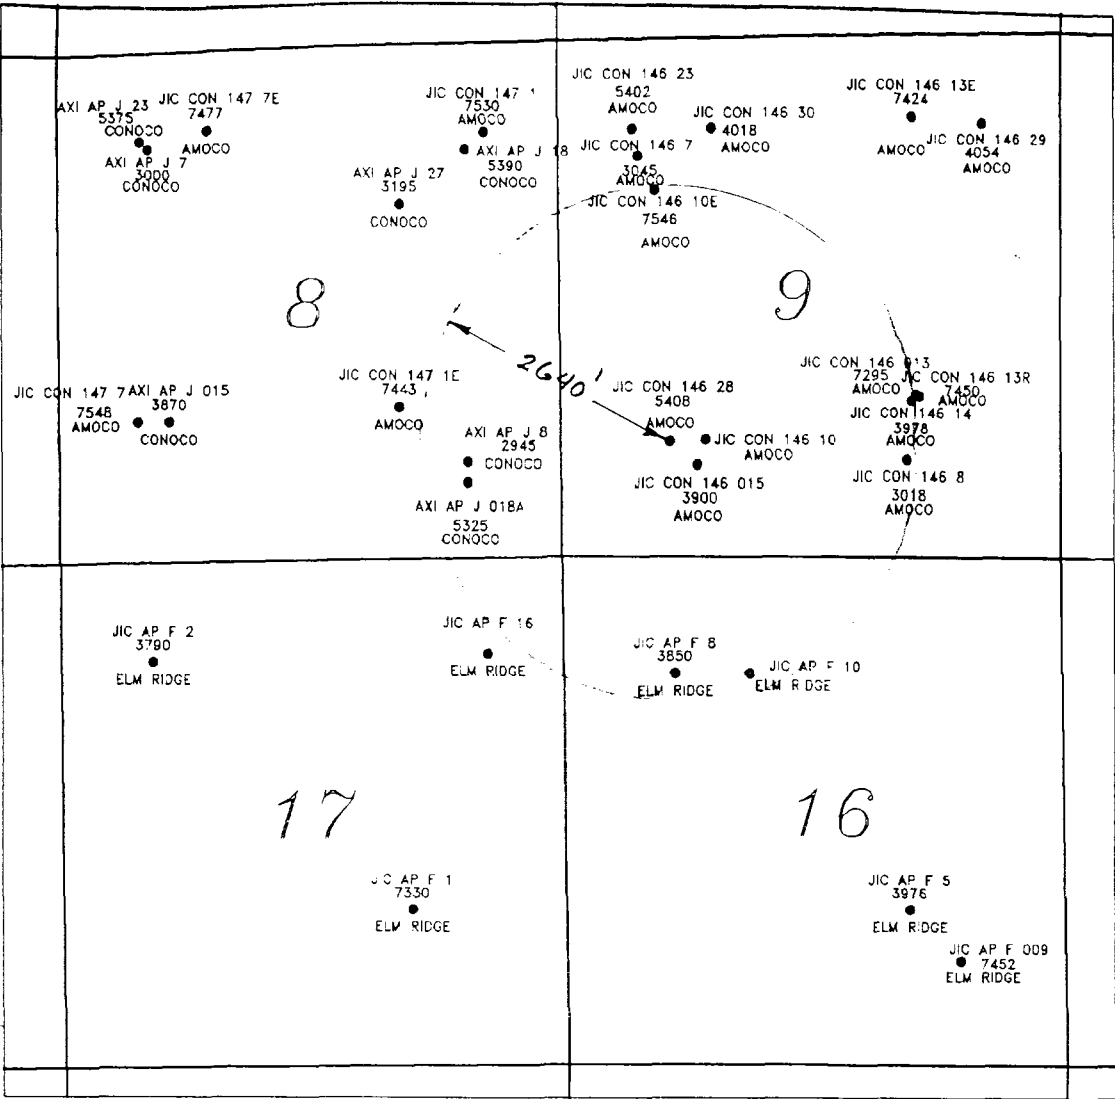 JIC CON 146 23
5402
AMOCO
JIC CON 146 13E
7424
AMOCO
AXI AP J 23
5375
CONOCO
JIC CON 147 7E
7477
AMOCO
JIC CON 147 1
7530
AMOCO
JIC CON 146 30
4018
AMOCO
JIC CON 146 29
4054
AMOCO
AXI AP J 7
3000
CONOCO
AXI AP J 18
5390
CONOCO
JIC CON 146 7
3045
AMOCO
AXI AP J 27
3195
CONOCO
JIC CON 146 10E
7546
AMOCO
8
9
2640'
JIC CON 147 7
7548
AMOCO
AXI AP J 015
3870
CONOCO
JIC CON 147 1E
7443
AMOCO
JIC CON 146 28
5408
AMOCO
JIC CON 146 013
7295
AMOCO
JIC CON 146 13R
7450
AMOCO
JIC CON 146 14
3978
AMOCO
AXI AP J 8
2945
CONOCO
JIC CON 146 10
AMOCO
JIC CON 146 015
3900
AMOCO
JIC CON 146 8
3018
AMOCO
AXI AP J 018A
5325
CONOCO
JIC AP F 2
3790
ELM RIDGE
JIC AP F 16
ELM RIDGE
JIC AP F 8
3850
ELM RIDGE
JIC AP F 10
ELM RIDGE
17
16
JIC AP F 1
7330
ELM RIDGE
JIC AP F 5
3976
ELM RIDGE
JIC AP F 009
7452
ELM RIDGE